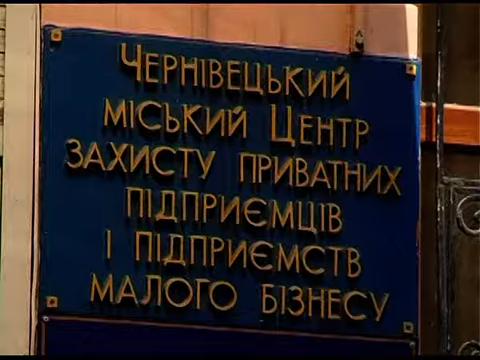 ЧЕРНІВЕЦЬКИЙ
МІСЬКИЙ ЦЕНТР
ЗАХИСТУ ПРИВАТНИХ
ПІДПРИЄМЦІВ
І ПІДПРИЄМСТВ
МАЛОГО БІЗНЕСУ